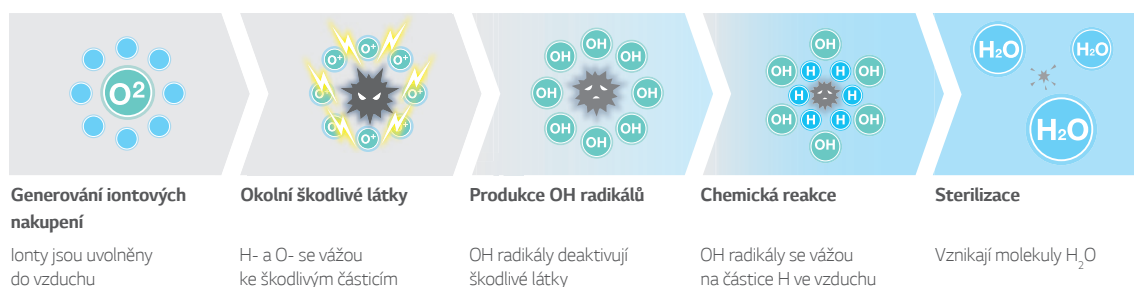 O²
O⁺ O⁺ O⁺ O⁺ O⁺ O⁺ O⁺ O⁺
OH OH OH OH OH OH OH OH
OH OH OH OH OH OH H H H H H H
H₂O H₂O H₂O
Generování iontových
nakupení
Ionty jsou uvolněny
do vzduchu
Okolní škodlivé látky
H- a O- se vážou
ke škodlivým částicím
Produkce OH radikálů
OH radikály deaktivují
škodlivé látky
Chemická reakce
OH radikály se vážou
na částice H ve vzduchu
Sterilizace
Vznikají molekuly H₂O